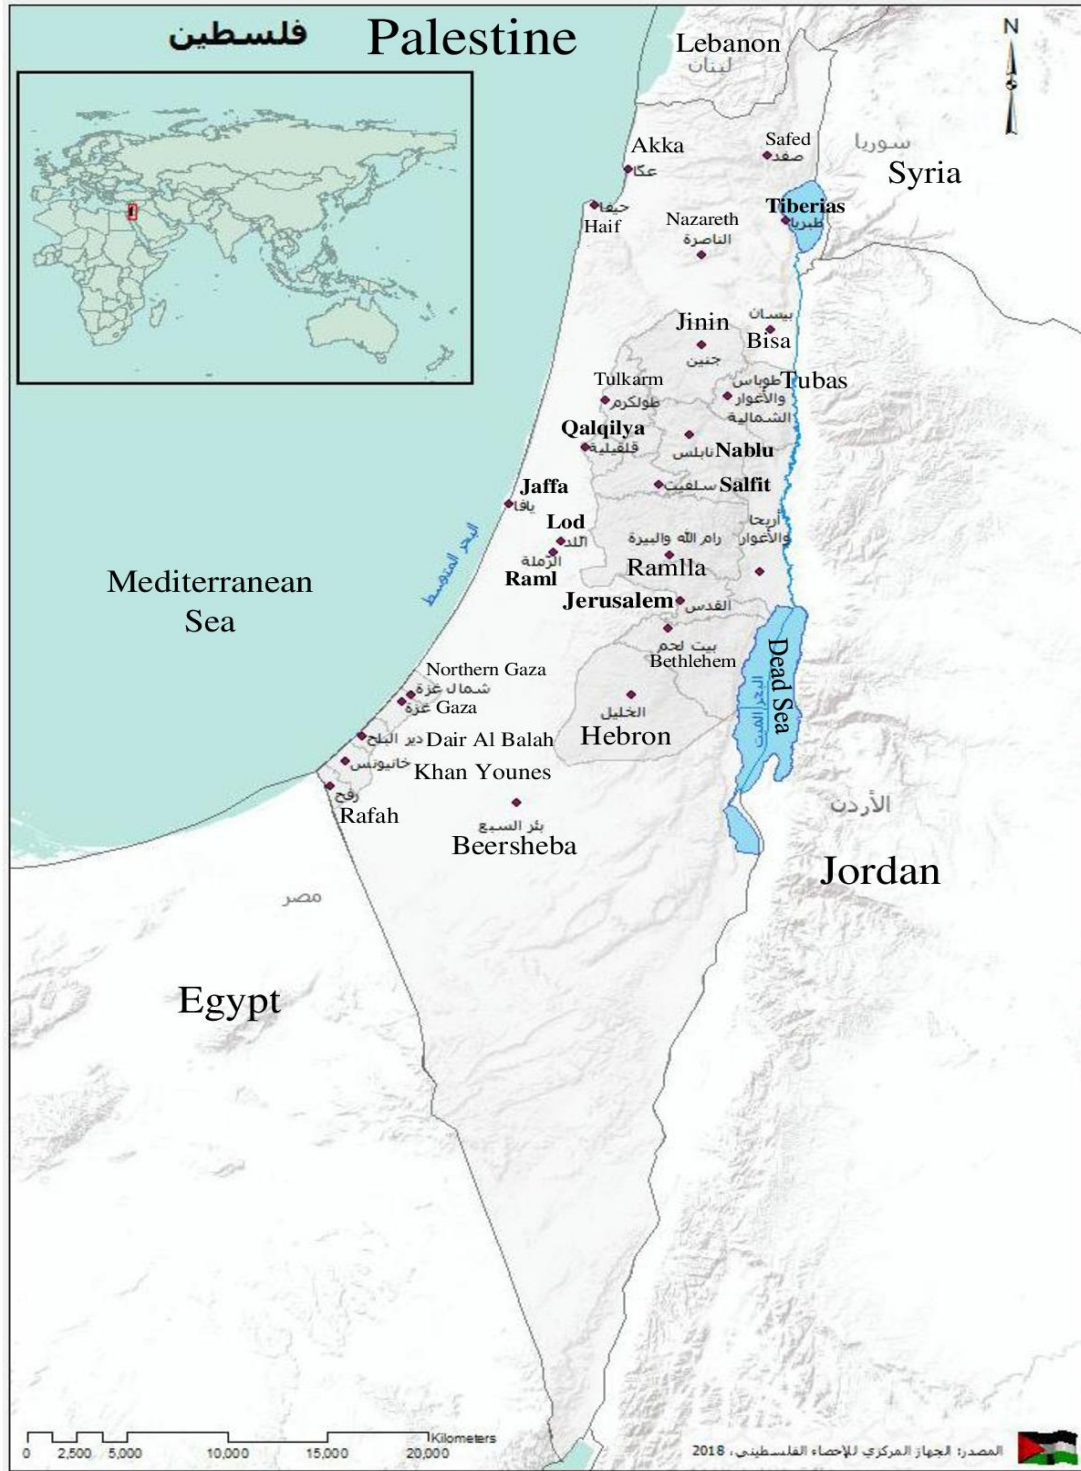 فلسطين
Palestine
Lebanon
لبنان
N
Akka
عكا
Safed
صفد
سوريا
Syria
حيفا
Haif
Tiberias
طبريا
Nazareth
الناصرة
Jinin
جنين
بيسان
Bisa
Tulkarm
طولكرم
طوباس
والأغوار
الشمالية
Tubas
Qalqilya
قلقيلية
نابلس
Nablu
سلفيت
Salfit
Jaffa
يافا
Lod
اللد
الرملة
Raml
أريحا
والأغوار
رام الله والبيرة
Ramlla
البحر المتوسط
Mediterranean
Sea
Jerusalem
القدس
بيت لحم
Bethlehem
Dead Sea
البحر الميت
Northern Gaza
شمال غزة
غزة
Gaza
الخليل
Hebron
دير البلح
Dair Al Balah
خانيونس
Khan Younes
رفح
Rafah
بئر السبع
Beersheba
الأردن
Jordan
مصر
Egypt
Kilometers
0 2,500 5,000 10,000 15,000 20,000
المصدر: الجهاز المركزي للإحصاء الفلسطيني، 2018